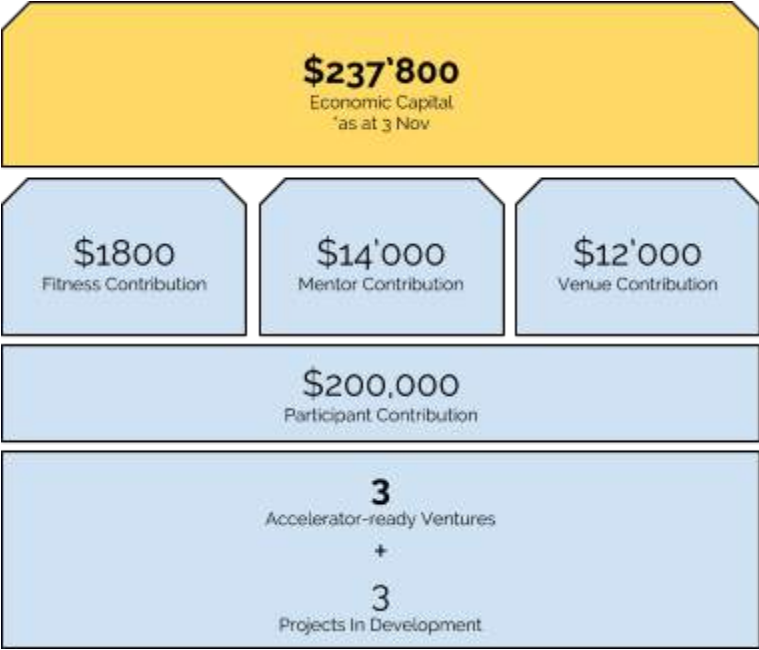 $237'800
Economic Capital
*as at 3 Nov
$1800
Fitness Contribution
$14'000
Mentor Contribution
$12'000
Venue Contribution
$200,000
Participant Contribution
3
Accelerator-ready Ventures
+
3
Projects In Development